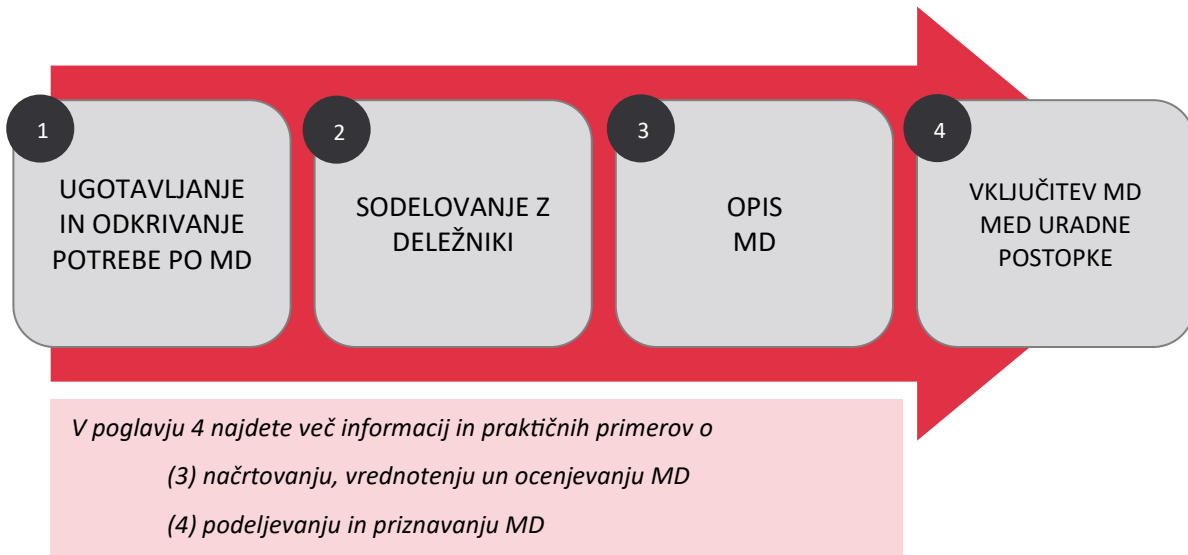 1
UGOTAVLJANJE
IN ODKRIVANJE
POTREBE PO MD
2
SODELOVANJE Z
DELEŽNIKI
3
OPIS
MD
4
VKLJUČITEV MD
MED URADNE
POSTOPKE
V poglavju 4 najdete več informacij in praktičnih primerov o
(3) načrtovanju, vrednotenju un ocenjevanju MD
(4) podeljevanju in priznavanju MD